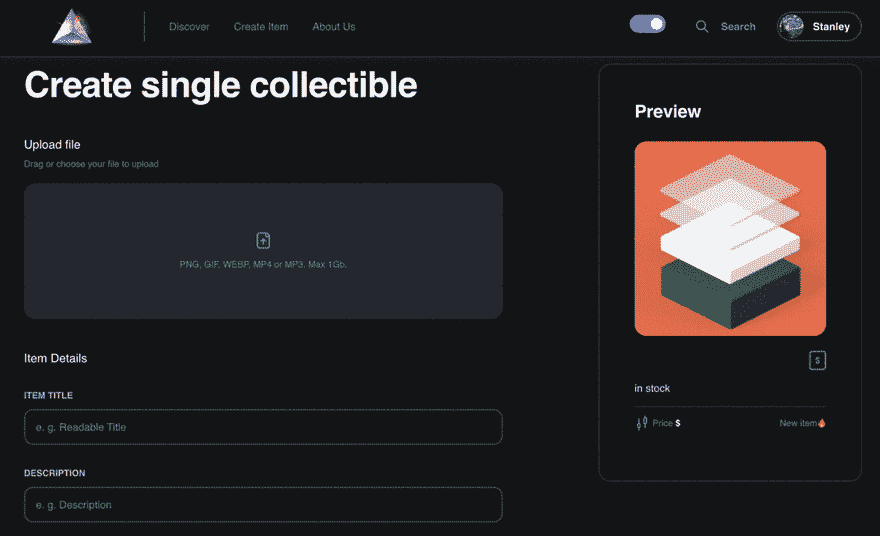 Discover Create Item About Us Search Stanley
Create single collectible
Upload file
Drag or choose your file to upload
PNG, GIF, WEBP, MP4 or MP3. Max 1Gb.
Item Details
ITEM TITLE
e. g. Readable Title
DESCRIPTION
e. g. Description
Preview
$
in stock
Price $
New item